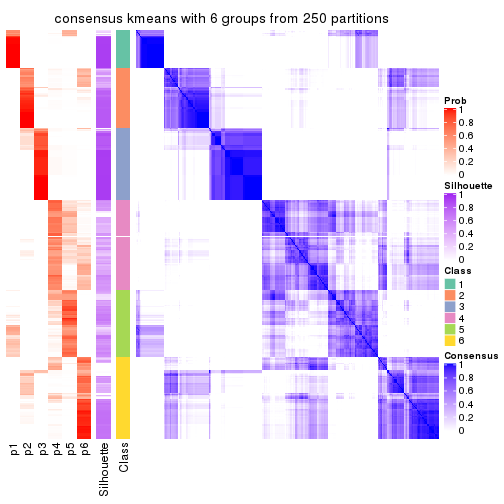 consensus kmeans with 6 groups from 250 partitions
Prob
1
0.8
0.6
0.4
0.2
0
Silhouette
1
0.8
0.6
0.4
0.2
0
Class
1
2
3
4
5
6
Consensus
1
0.8
0.6
0.4
0.2
0
p1
p2
p3
p4
p5
p6
Silhouette
Class